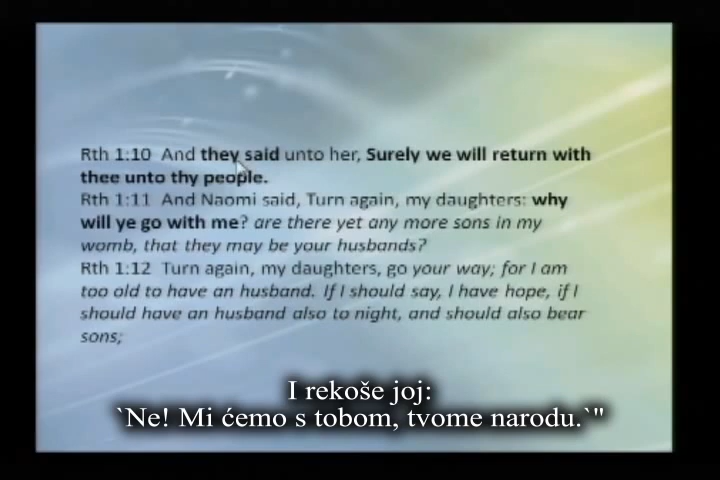 Rth 1:10 And they said unto her, Surely we will return with
thee unto thy people.
Rth 1:11 And Naomi said, Turn again, my daughters: why
will ye go with me? are there yet any more sons in my
womb, that they may be your husbands?
Rth 1:12 Turn again, my daughters, go your way; for I am
too old to have an husband. If I should say, I have hope, if I
should have an husband also to night, and should also bear
sons;
I rekoše joj:
`Ne! Mi ćemo s tobom, tvome narodu.`"